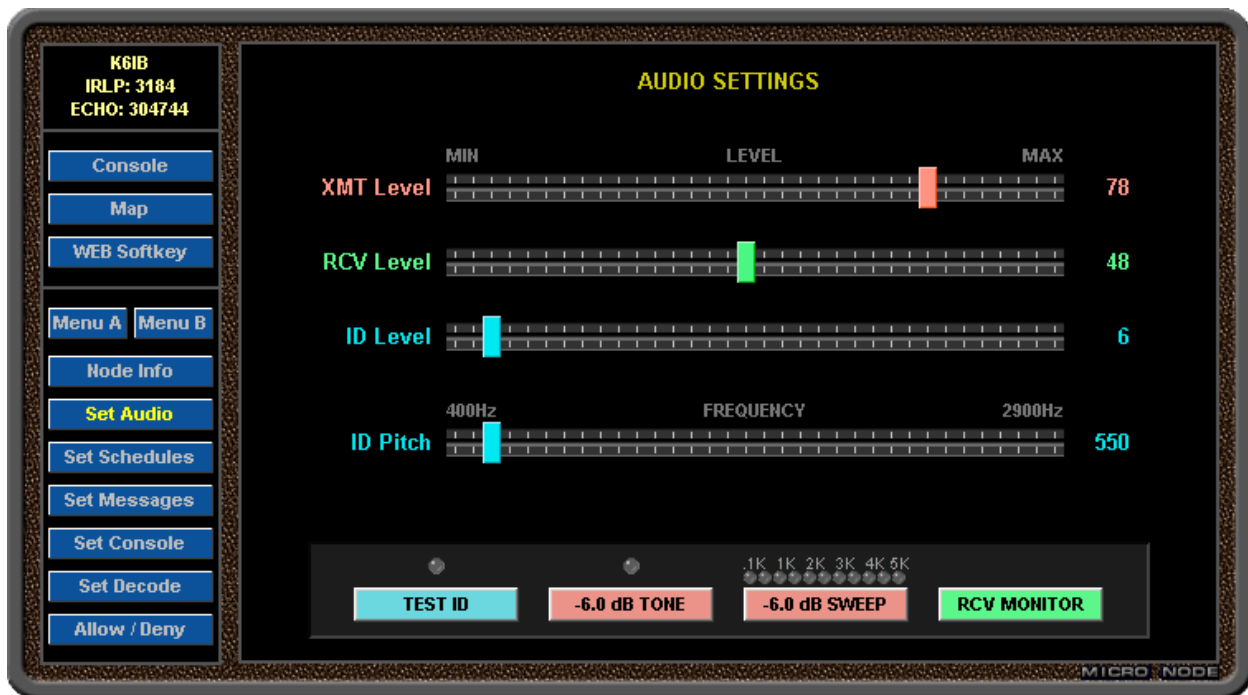 K6IB
IRLP: 3184
ECHO: 304744
Console
Map
WEB Softkey
Menu A Menu B
Node Info
Set Audio
Set Schedules
Set Messages
Set Console
Set Decode
Allow / Deny
AUDIO SETTINGS
MIN LEVEL MAX
XMT Level 78
RCV Level 48
ID Level 6
400Hz FREQUENCY 2900Hz
ID Pitch 550
.1K 1K 2K 3K 4K 5K
TEST ID -6.0 dB TONE -6.0 dB SWEEP RCV MONITOR
MICRO NODE